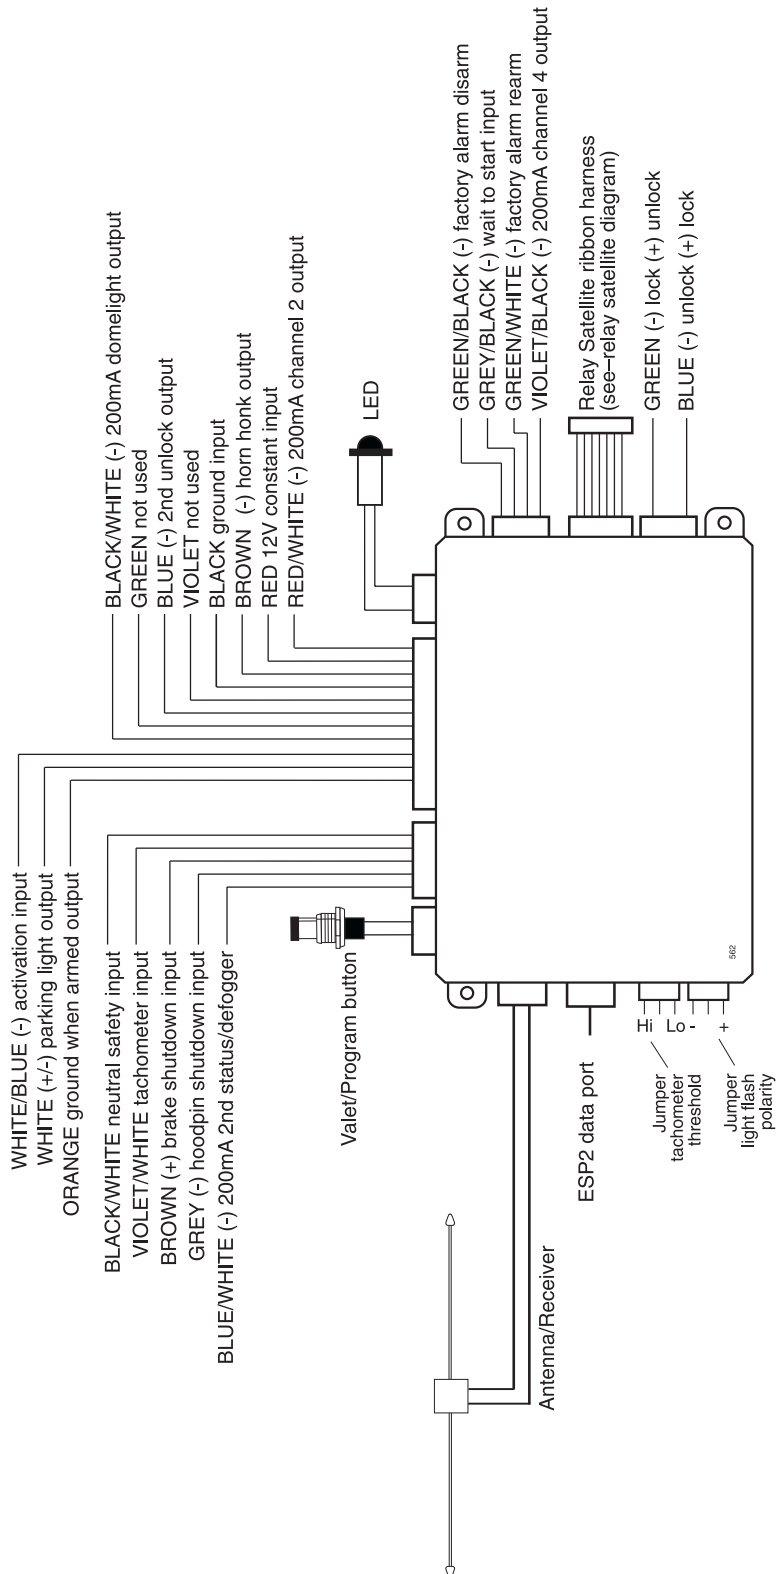 WHITE/BLUE (-) activation input
WHITE (+/-) parking light output
ORANGE ground when armed output
BLACK/WHITE (-) 200mA domelight output
GREEN not used
BLUE (-) 2nd unlock output
VIOLET not used
BLACK ground input
BROWN (-) horn honk output
RED 12V constant input
RED/WHITE (-) 200mA channel 2 output
BLACK/WHITE neutral safety input
VIOLET/WHITE tachometer input
BROWN (+) brake shutdown input
GREY (-) hoodpin shutdown input
BLUE/WHITE (-) 200mA 2nd status/defogger
Valet/Program button
LED
GREEN/BLACK (-) factory alarm disarm
GREY/BLACK (-) wait to start input
GREEN/WHITE (-) factory alarm rearm
VIOLET/BLACK (-) 200mA channel 4 output
Relay Satellite ribbon harness
(see–relay satellite diagram)
GREEN (-) lock (+) unlock
BLUE (-) unlock (+) lock
Antenna/Receiver
ESP2 data port
Hi
Lo
-
+
Jumper
tachometer
threshold
Jumper
light flash
polarity
562